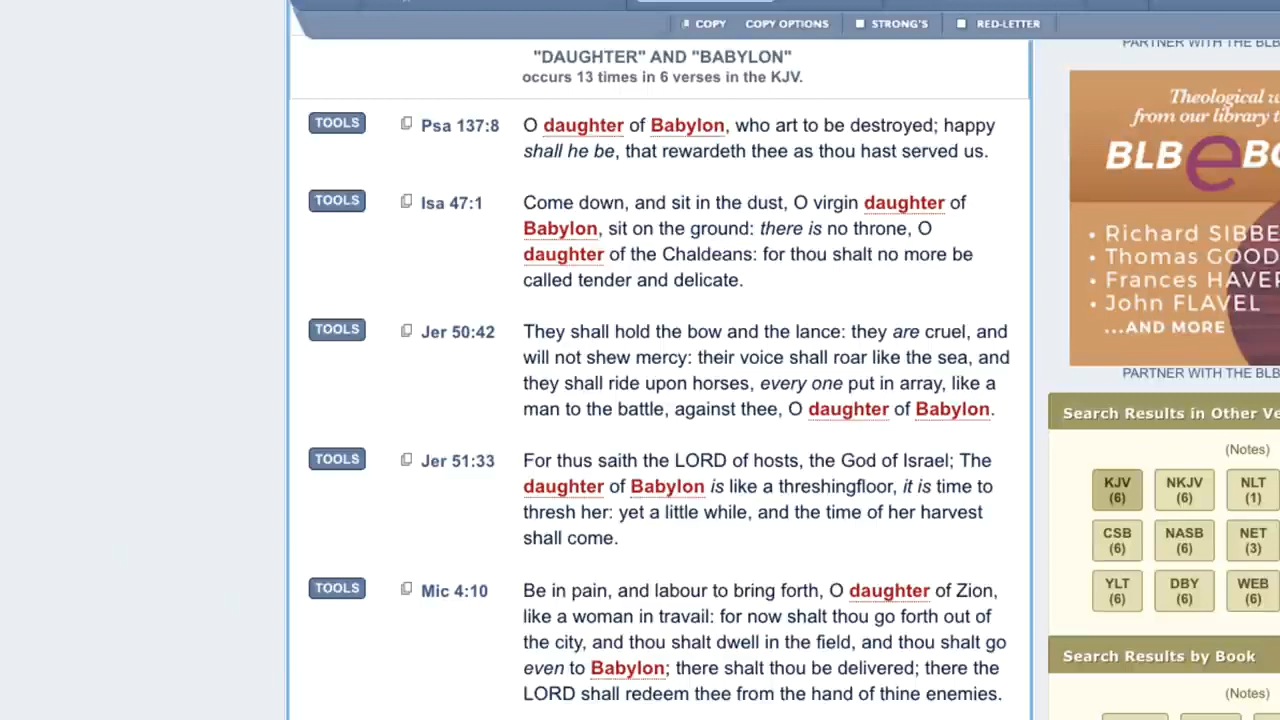 COPY COPY OPTIONS STRONG'S RED-LETTER
"DAUGHTER" AND "BABYLON"
occurs 13 times in 6 verses in the KJV.
TOOLS Psa 137:8 O daughter of Babylon, who art to be destroyed; happy
shall he be, that rewardeth thee as thou hast served us.
TOOLS Isa 47:1 Come down, and sit in the dust, O virgin daughter of
Babylon, sit on the ground: there is no throne, O
daughter of the Chaldeans: for thou shalt no more be
called tender and delicate.
TOOLS Jer 50:42 They shall hold the bow and the lance: they are cruel, and
will not shew mercy: their voice shall roar like the sea, and
they shall ride upon horses, every one put in array, like a
man to the battle, against thee, O daughter of Babylon.
TOOLS Jer 51:33 For thus saith the LORD of hosts, the God of Israel; The
daughter of Babylon is like a threshingfloor, it is time to
thresh her: yet a little while, and the time of her harvest
shall come.
TOOLS Mic 4:10 Be in pain, and labour to bring forth, O daughter of Zion,
like a woman in travail: for now shalt thou go forth out of
the city, and thou shalt dwell in the field, and thou shalt go
even to Babylon; there shalt thou be delivered; there the
LORD shall redeem thee from the hand of thine enemies.
PARTNER WITH THE BLB
Theological w
from our library t
BLB eBO
• Richard SIBBE
• Thomas GOOD
• Frances HAVER
• John FLAVEL
...AND MORE
PARTNER WITH THE BLB
Search Results in Other Ve
(Notes)
KJV NKJV NLT
(6) (6) (1)
CSB NASB NET
(6) (6) (3)
YLT DBY WEB
(6) (6) (6)
Search Results by Book
(Notes)